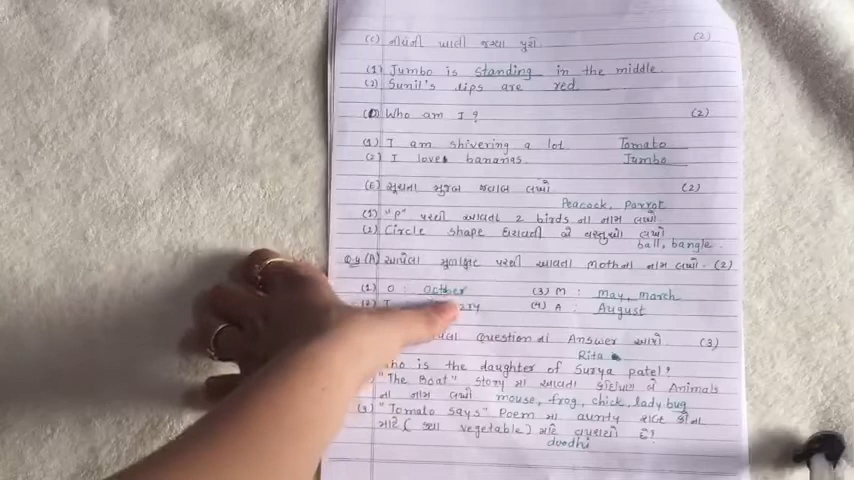 (c) નીચેની ખાલી જગ્યા પુરો. (2)
(1) Jumbo is standing in the middle.
(2) Sunil's lips are red.
(D) Who am I? (2)
(1) I am shivering a lot Tomato
(2) I love bananas. Jumbo
(E) સૂચના મુજબ જવાબ લખો (2)
Peacock, Parrot
(1) "P" પરથી આવતા 2 birds ના નામ લખો.
(2) Circle shape ધરાવતી બે વસ્તુઓ લખો
ball, bangle.
Q-4 (A) આપેલા મુળાક્ષર પરથી આવતા Monthના નામ લખો. (2)
(1) O : October (3) M : may, march
(4) A : August
Question ના Answer આપો (3)
Rita
is the daughter of Surya patel?
"The Boat" story માં આવતા કોઈપણ બે Animals
ના નામ લખો mouse, frog, chick, lady bug
(3) "Tomato says" Poem માં aunty શબ્દ કોના
માટે ( કયા vegetable) માટે વપરાયો છે?
doodhi